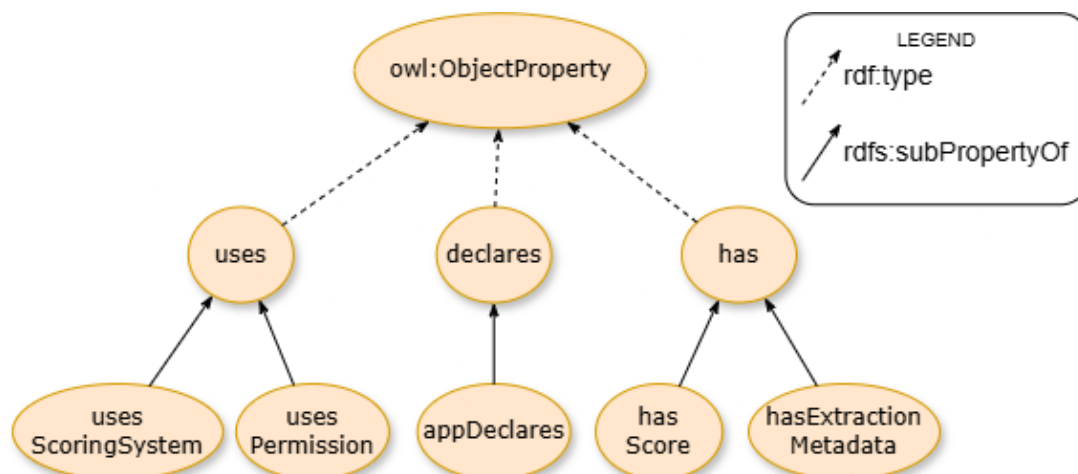 owl:ObjectProperty
LEGEND
rdf:type
rdfs:subPropertyOf
uses
declares
has
uses
ScoringSystem
uses
Permission
appDeclares
has
Score
hasExtraction
Metadata